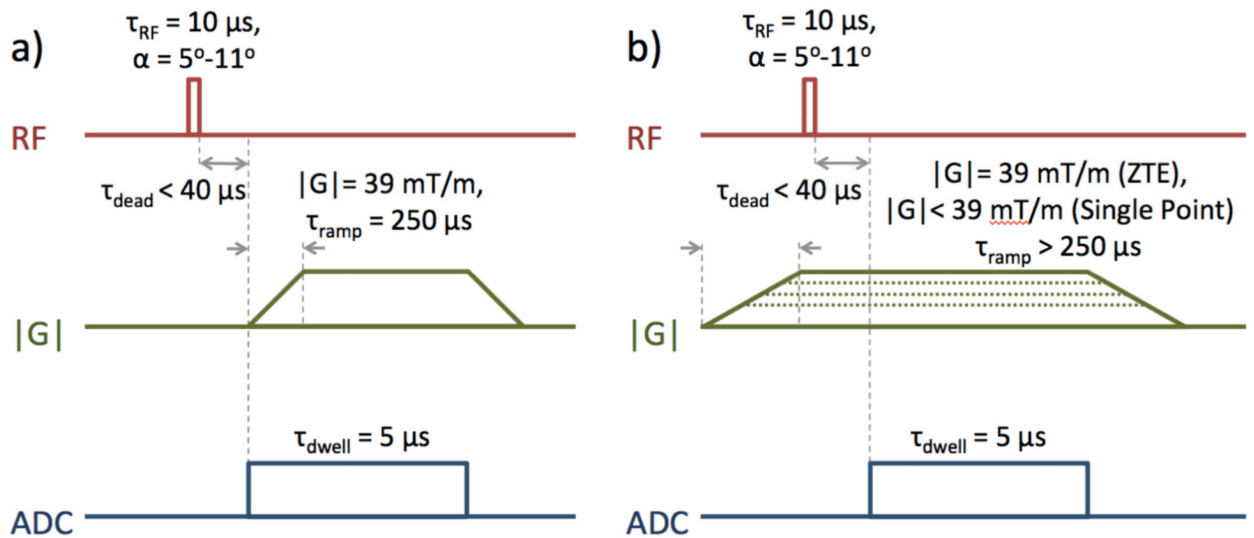 a)
τRF = 10 μs,
α = 5º-11º
RF
τdead < 40 μs
|G|= 39 mT/m,
τramp = 250 μs
|G|
τdwell = 5 μs
ADC
b)
τRF = 10 μs,
α = 5º-11º
RF
τdead < 40 μs
|G|= 39 mT/m (ZTE),
|G|< 39 mT/m (Single Point)
τramp > 250 μs
|G|
τdwell = 5 μs
ADC